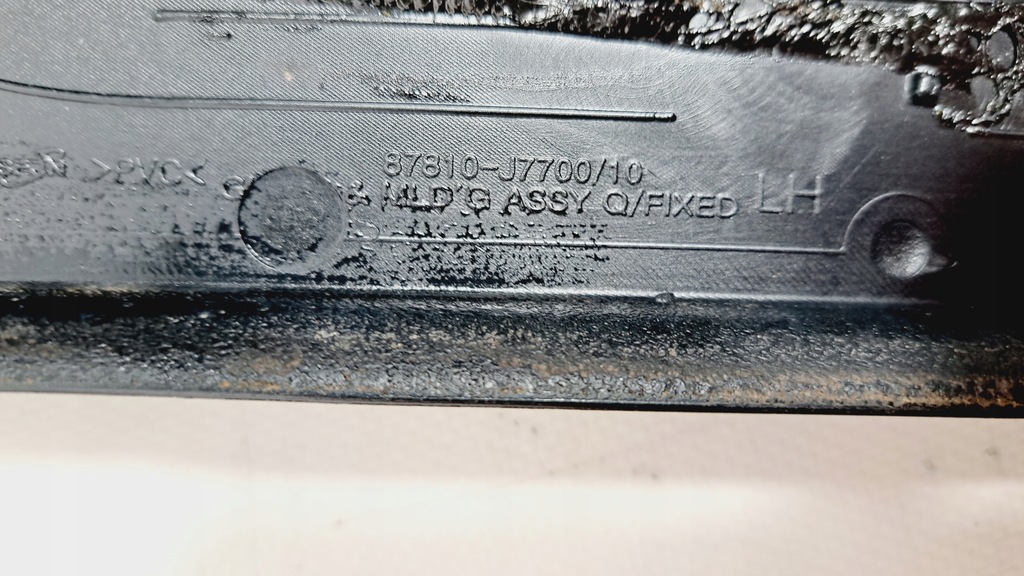 87810-J7700/10
>PVC<
& MLD'G ASSY Q/FIXED LH